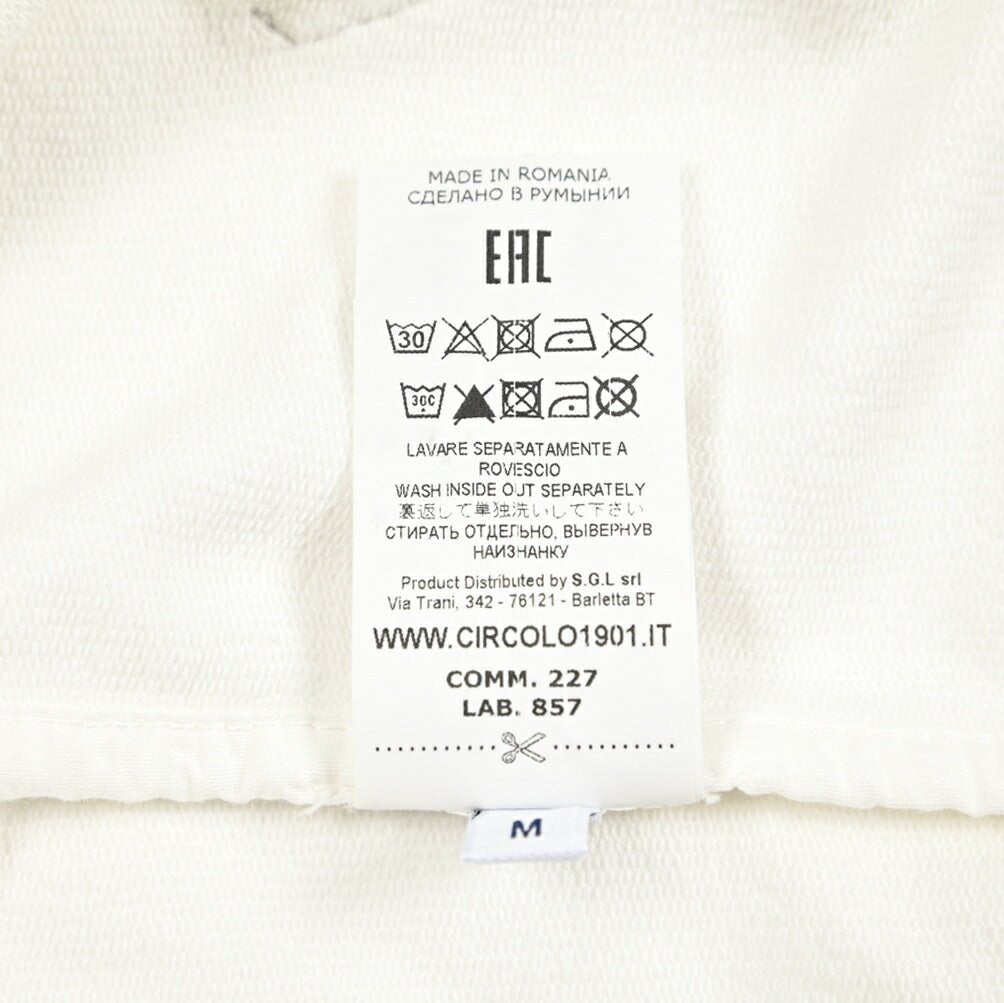 MADE IN ROMANIA
СДЕЛАНО В РУМЫНИИ
EAC
30
30C
LAVARE SEPARATAMENTE A
ROVESCIO
WASH INSIDE OUT SEPARATELY
裏返して単独洗いして下さい
СТИРАТЬ ОТДЕЛЬНО, ВЫВЕРНУВ
НАИЗНАНКУ
Product Distributed by S.G.L srl
Via Trani, 342 - 76121 - Barletta BT
WWW.CIRCOLO1901.IT
COMM. 227
LAB. 857
M